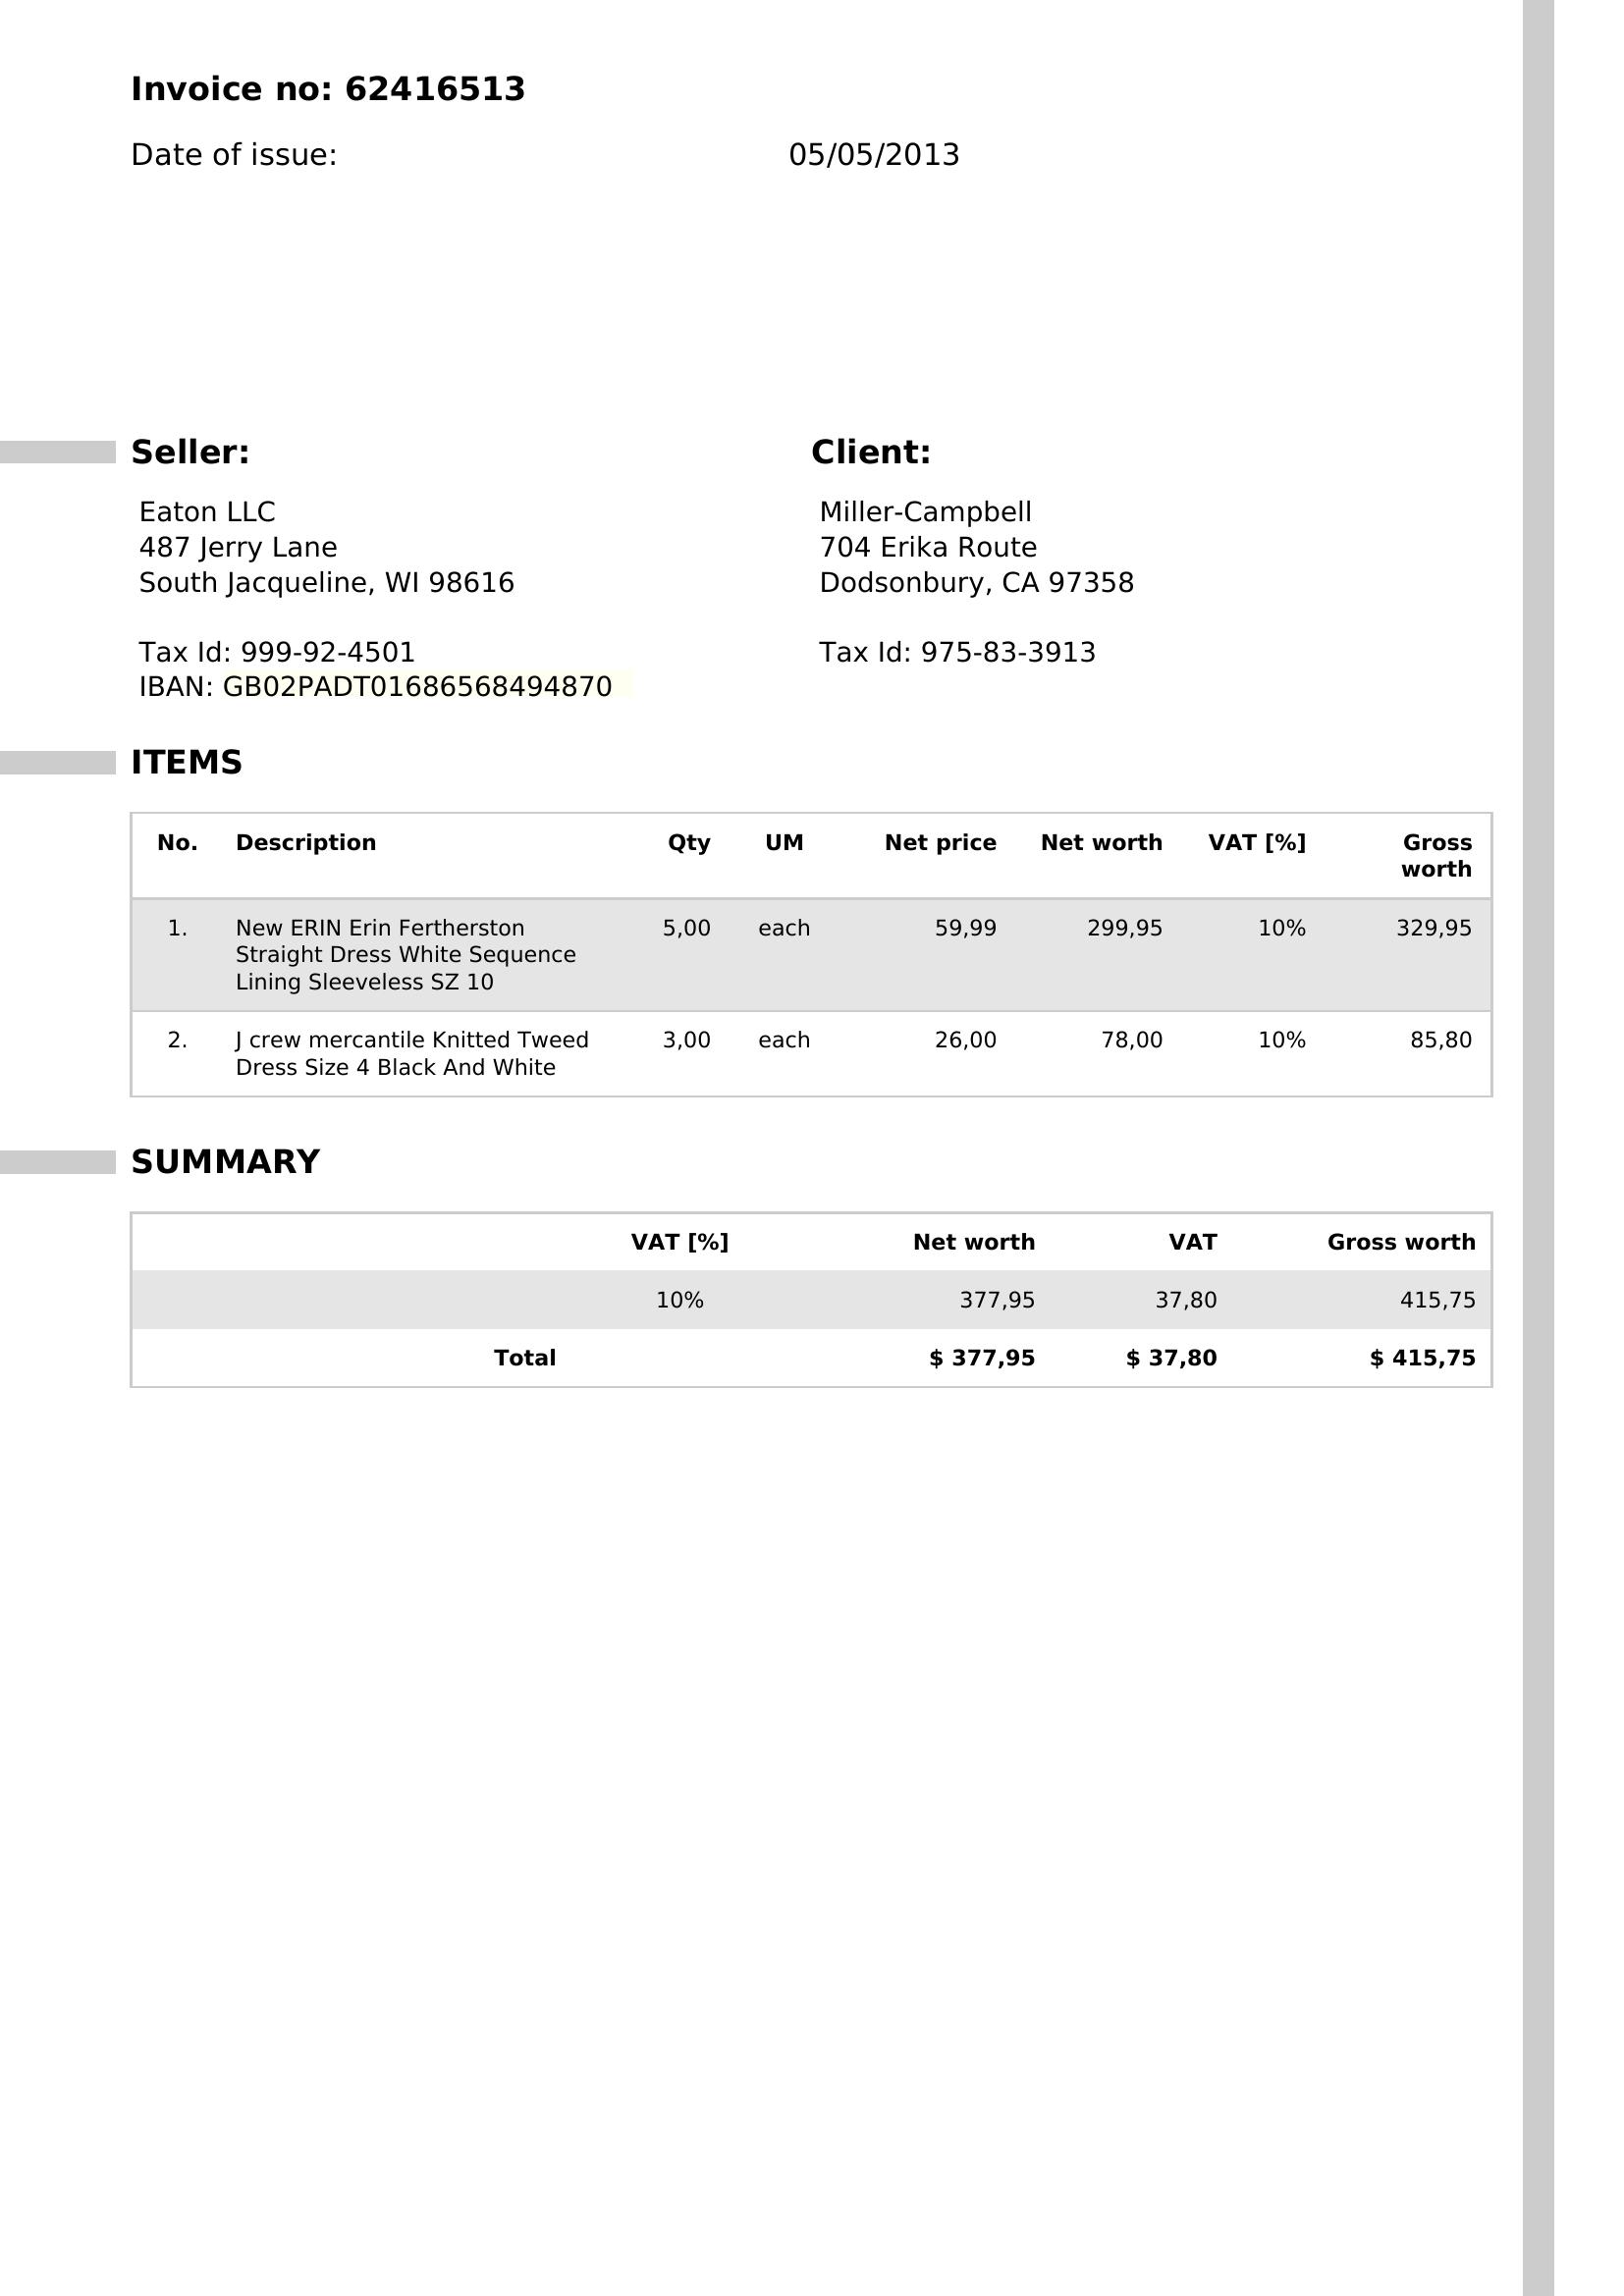 Invoice no: 62416513
Date of issue: 05/05/2013
Seller:
Eaton LLC
487 Jerry Lane
South Jacqueline, WI 98616
Tax Id: 999-92-4501
IBAN: GB02PADT01686568494870
Client:
Miller-Campbell
704 Erika Route
Dodsonbury, CA 97358
Tax Id: 975-83-3913
ITEMS
No. Description Qty UM Net price Net worth VAT [%] Gross
worth
1. New ERIN Erin Fertherston 5,00 each 59,99 299,95 10% 329,95
Straight Dress White Sequence
Lining Sleeveless SZ 10
2. J crew mercantile Knitted Tweed 3,00 each 26,00 78,00 10% 85,80
Dress Size 4 Black And White
SUMMARY
VAT [%] Net worth VAT Gross worth
10% 377,95 37,80 415,75
Total $ 377,95 $ 37,80 $ 415,75